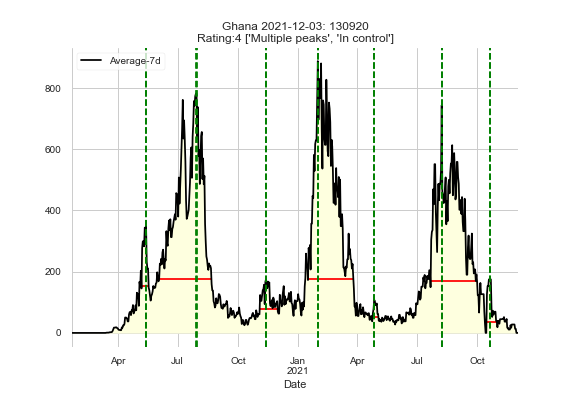 Ghana 2021-12-03: 130920
Rating:4 ['Multiple peaks', 'In control']
Average-7d
800
600
400
200
0
Apr Jul Oct Jan Apr Jul Oct
2021
Date